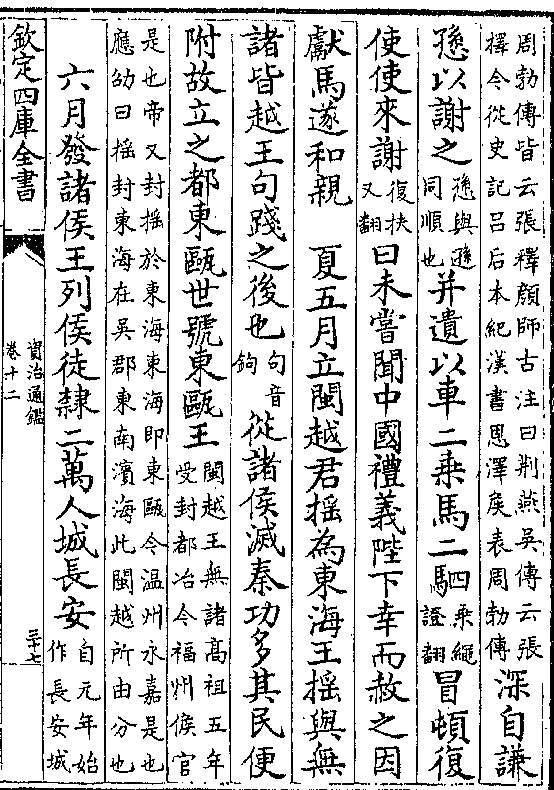 周勃傳皆云張釋顏師古注曰荆燕吳傳云張
擇今從史記吕后本紀漢書恩澤侯表周勃傳
深自謙
愻以謝之
愻與遜
同順也
并遺以車二乘馬二駟
乘繩
證翻
冒頓復
使使來謝
復扶
又翻
曰未嘗聞中國禮義陛下幸而赦之因
獻馬遂和親　夏五月立閩越君揺為東海王揺與無
諸皆越王句踐之後也
句音
鉤
從諸侯滅秦功多其民便
附故立之都東甌世號東甌王
閩越王無諸髙祖五年
受封都冶今福州候官
是也帝又封揺於東海東海即東甌今温州永嘉是也
應劭曰揺封東海在吳郡東南濱海此閩越所由分也
六月發諸侯王列侯徒隸二萬人城長安
自元年始
作長安城
欽定四庫全書
資治通鑑
卷十二
三十七